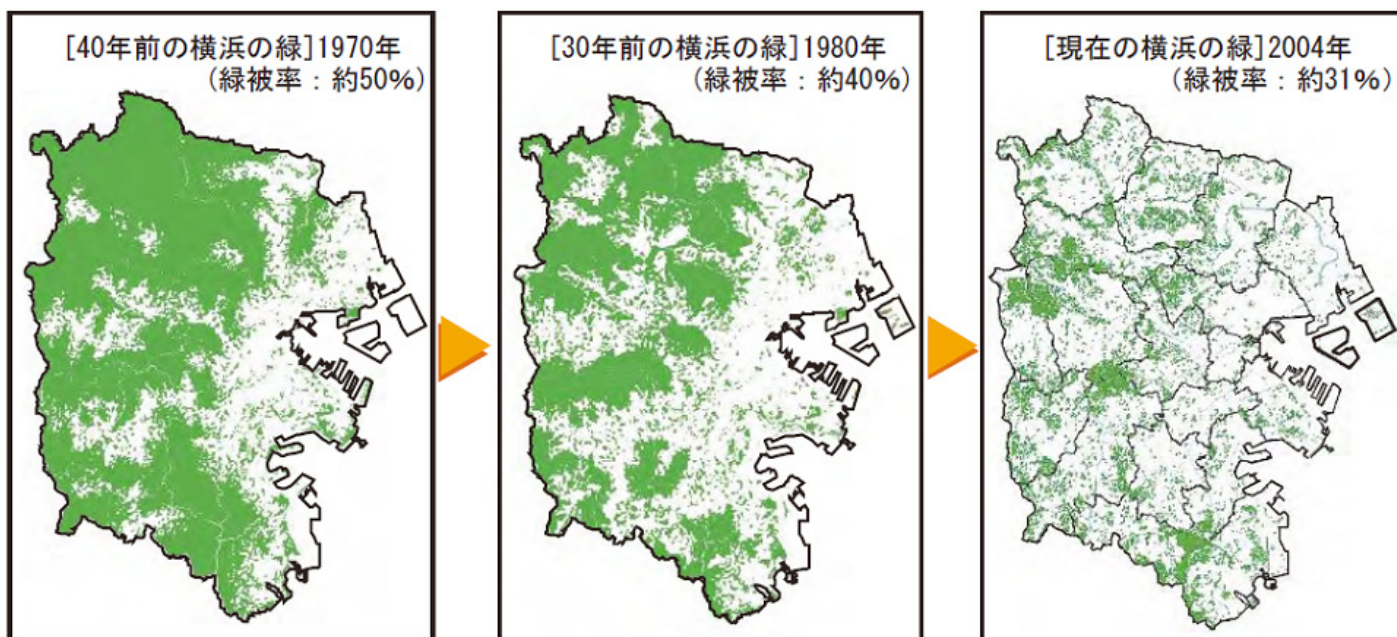 [40年前の横浜の緑]1970年
(緑被率：約50%)
[30年前の横浜の緑]1980年
(緑被率：約40%)
[現在の横浜の緑]2004年
(緑被率：約31%)